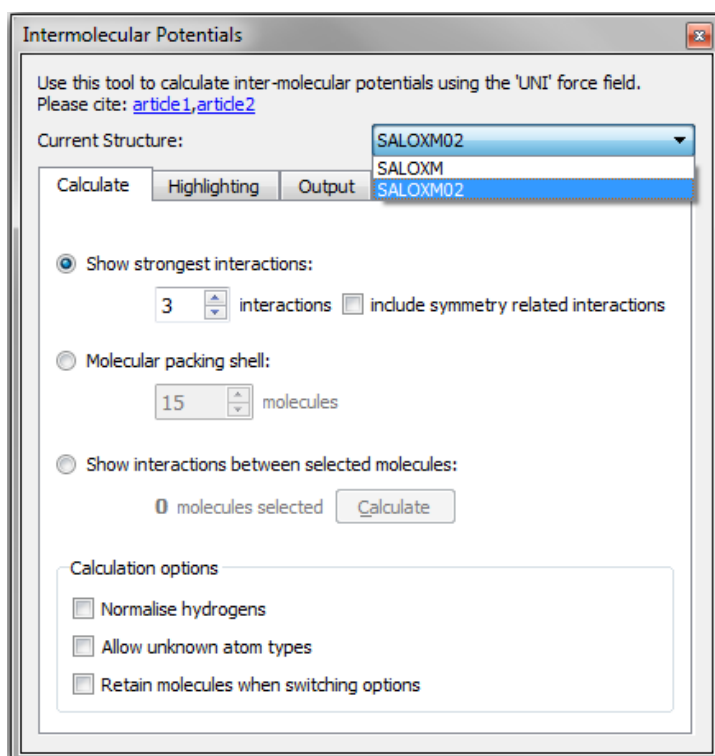 Intermolecular Potentials
Use this tool to calculate inter-molecular potentials using the 'UNI' force field.
Please cite: article1,article2
Current Structure: SALOXM02
SALOXM
SALOXM02
Calculate Highlighting Output
Show strongest interactions:
3 interactions include symmetry related interactions
Molecular packing shell:
15 molecules
Show interactions between selected molecules:
0 molecules selected Calculate
Calculation options
Normalise hydrogens
Allow unknown atom types
Retain molecules when switching options